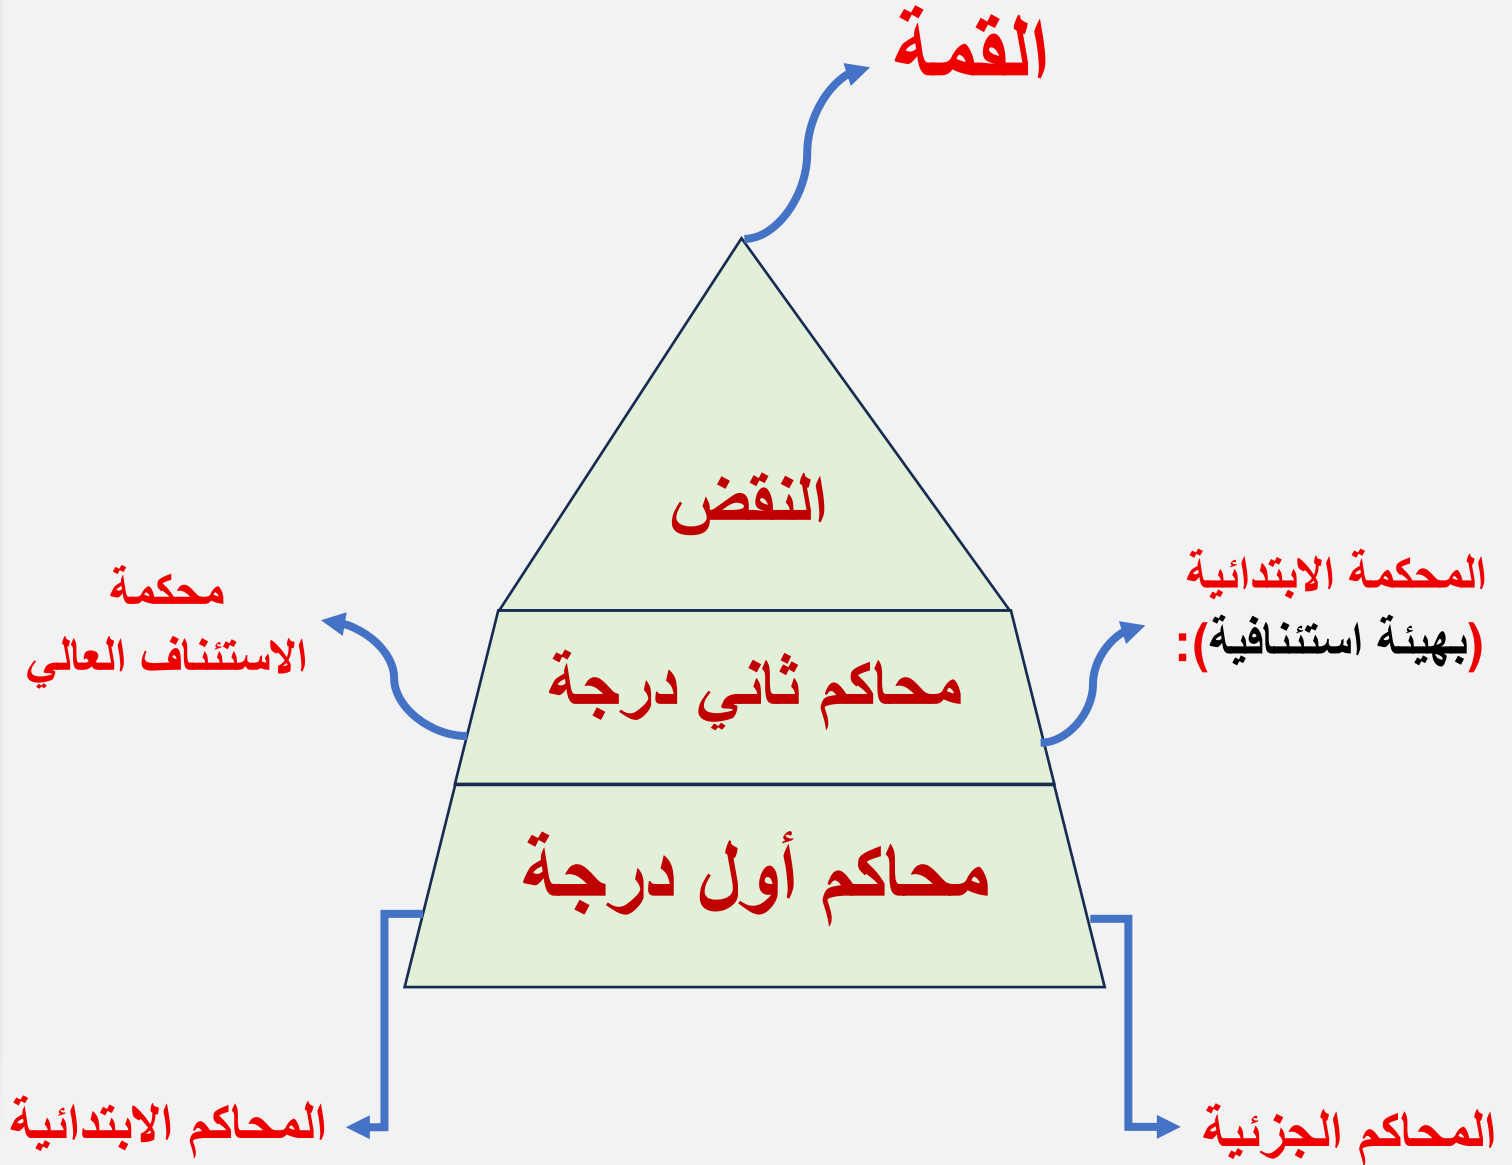 القمة
النقض
المحكمة الابتدائية
(بهيئة استئنافية):
محكمة
الاستئناف العالي
محاكم ثاني درجة
محاكم أول درجة
المحاكم الجزئية
المحاكم الابتدائية